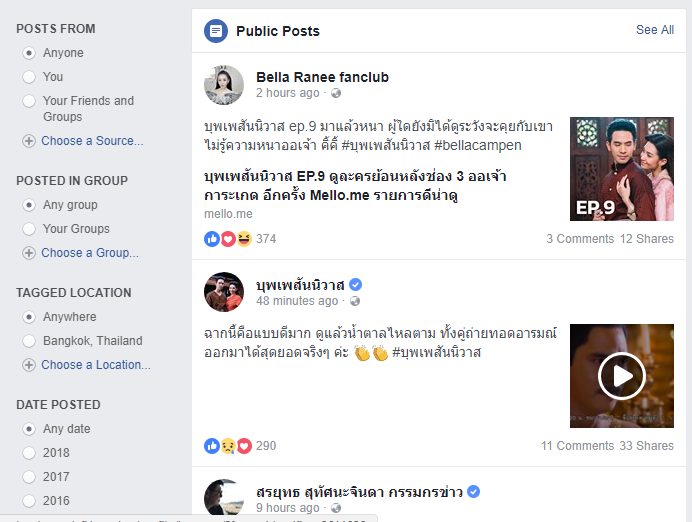 POSTS FROM
Anyone
You
Your Friends and
Groups
Choose a Source...
POSTED IN GROUP
Any group
Your Groups
Choose a Group...
TAGGED LOCATION
Anywhere
Bangkok, Thailand
Choose a Location...
DATE POSTED
Any date
2018
2017
2016
Public Posts
See All
Bella Ranee fanclub
2 hours ago ·
บุพเพสันนิวาส ep.9 มาแล้วหนา ผู้ใดยังมิได้ดูระวังจะคุยกับเขา
ไม่รู้ความหนาออเจ้า คิ้คิ้ #บุพเพสันนิวาส #bellacampen
บุพเพสันนิวาส EP.9 ดูละครย้อนหลังช่อง 3 ออเจ้า
การะเกด อีกครั้ง Mello.me รายการดีน่าดู
mello.me
EP.9
374
3 Comments 12 Shares
บุพเพสันนิวาส
48 minutes ago ·
ฉากนี้คือแบบดีมาก ดูแล้วน้ำตาลไหลตาม ทั้งคู่ถ่ายทอดอารมณ์
ออกมาได้สุดยอดจริงๆ ค่ะ 👏👏 #บุพเพสันนิวาส
290
11 Comments 33 Shares
สรยุทธ สุทัศนะจินดา กรรมกรข่าว
9 hours ago ·